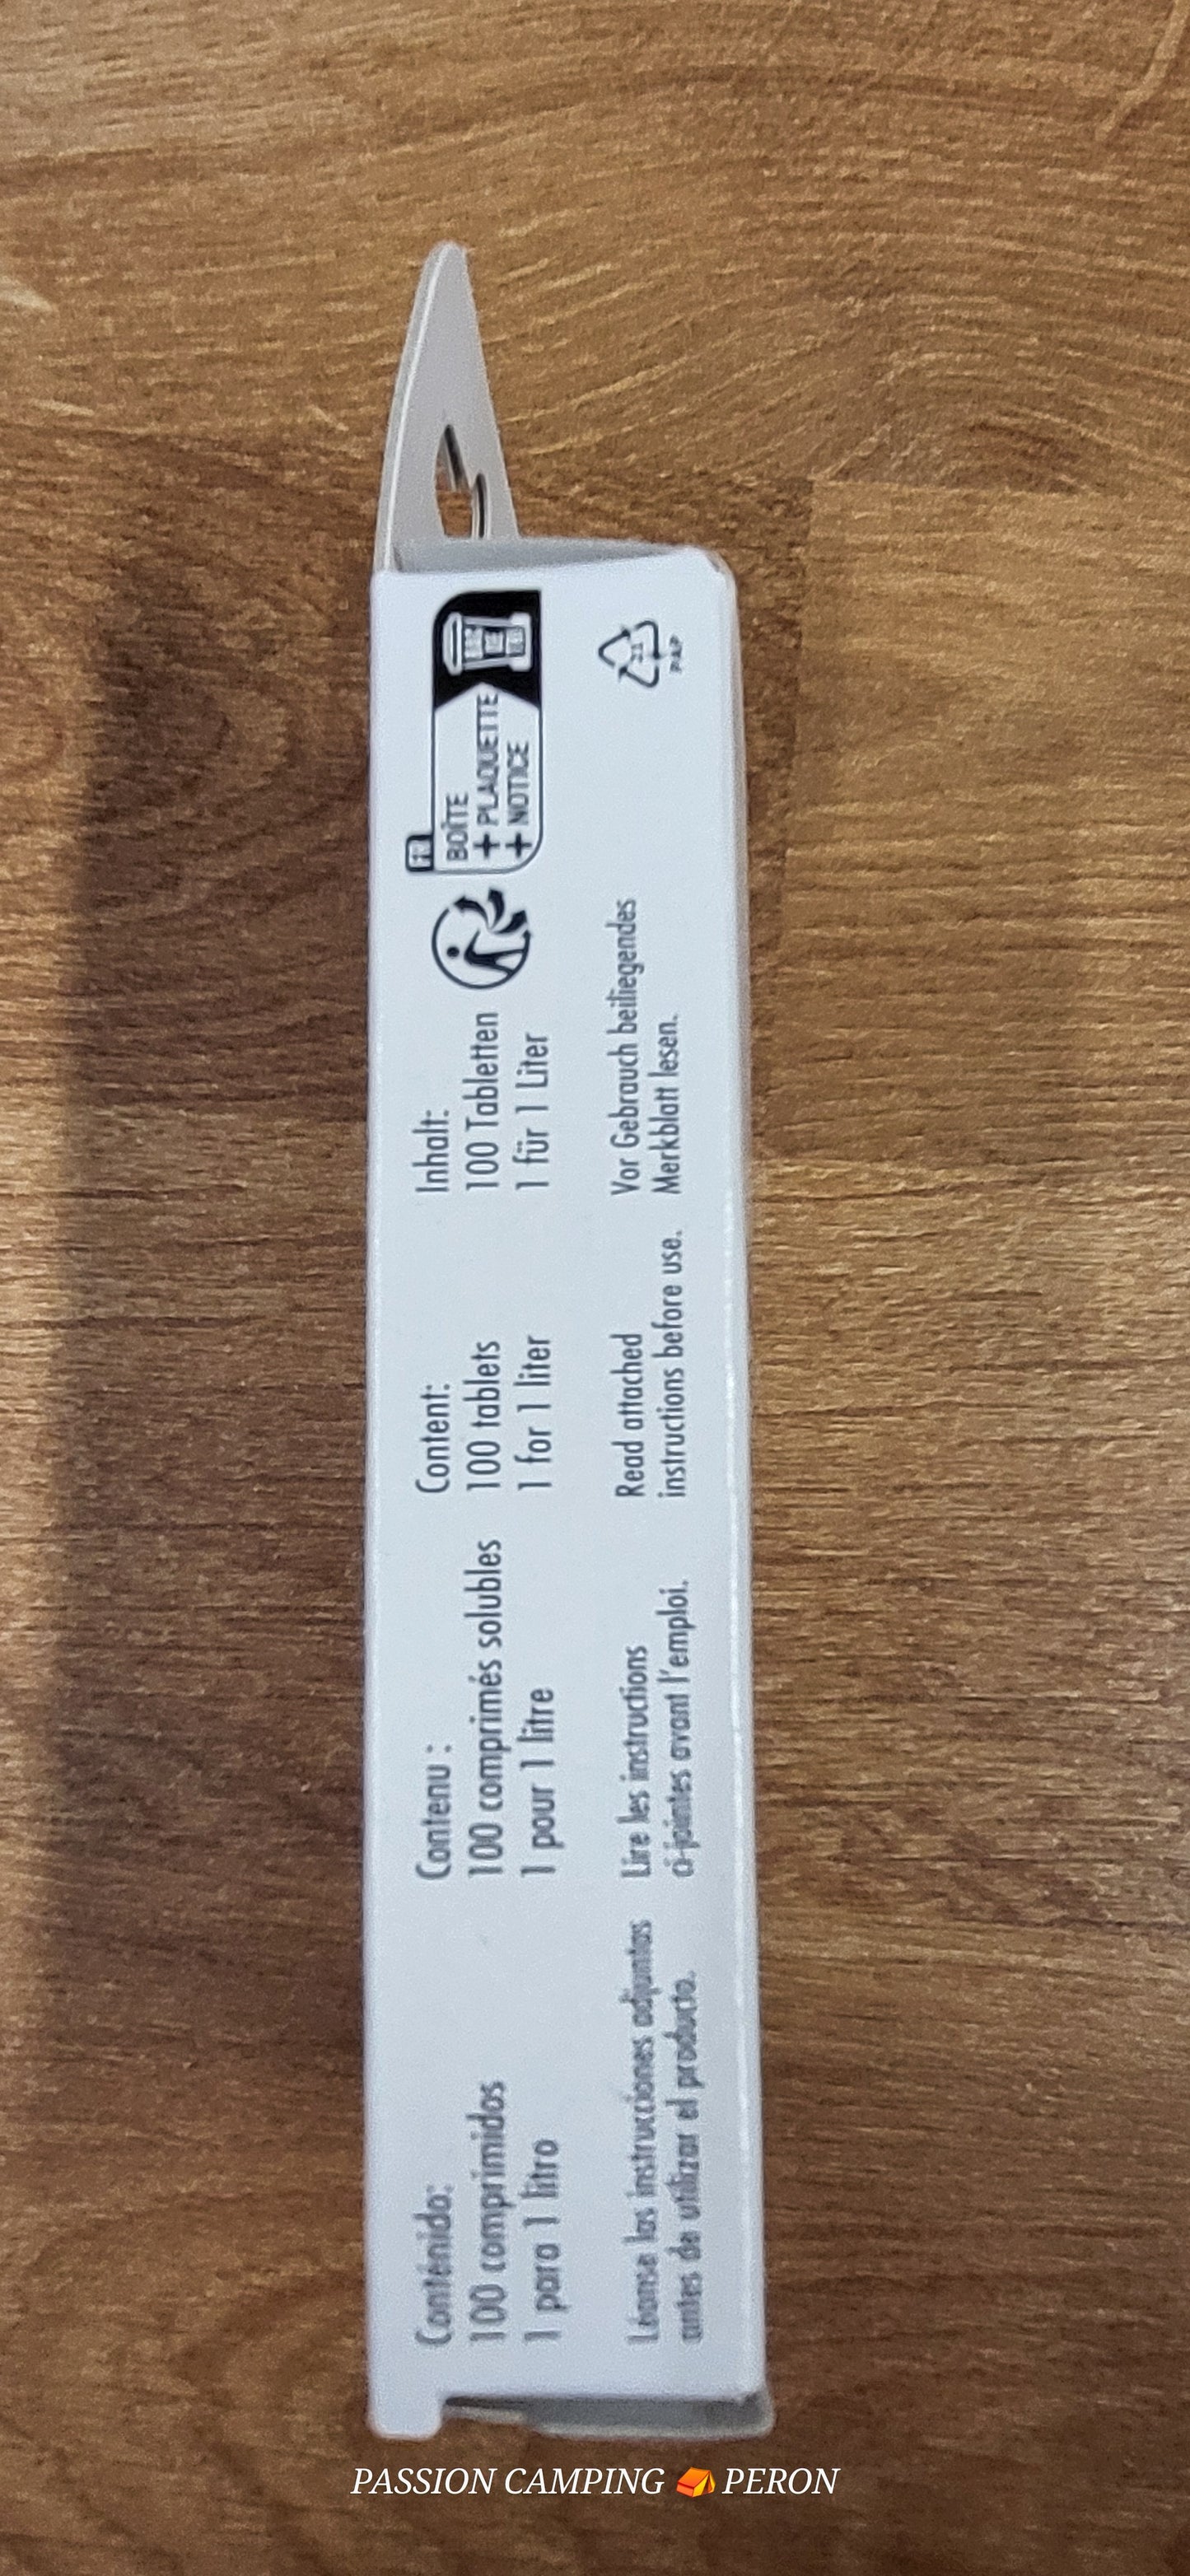 Conténido:
100 comprimidos
1 para 1 litro
Léanse las instrucciones adjuntas
antes de utilizar el producto.
Contenu :
100 comprimés solubles
1 pour 1 litre
Lire les instructions
ci-jointes avant l'emploi.
Content:
100 tablets
1 for 1 liter
Read attached
instructions before use.
Inhalt:
100 Tabletten
1 für 1 Liter
Vor Gebrauch beiliegendes
Merkblatt lesen.
FR
BOÎTE
+ PLAQUETTE
+ NOTICE
21
PAP
PASSION CAMPING PERON